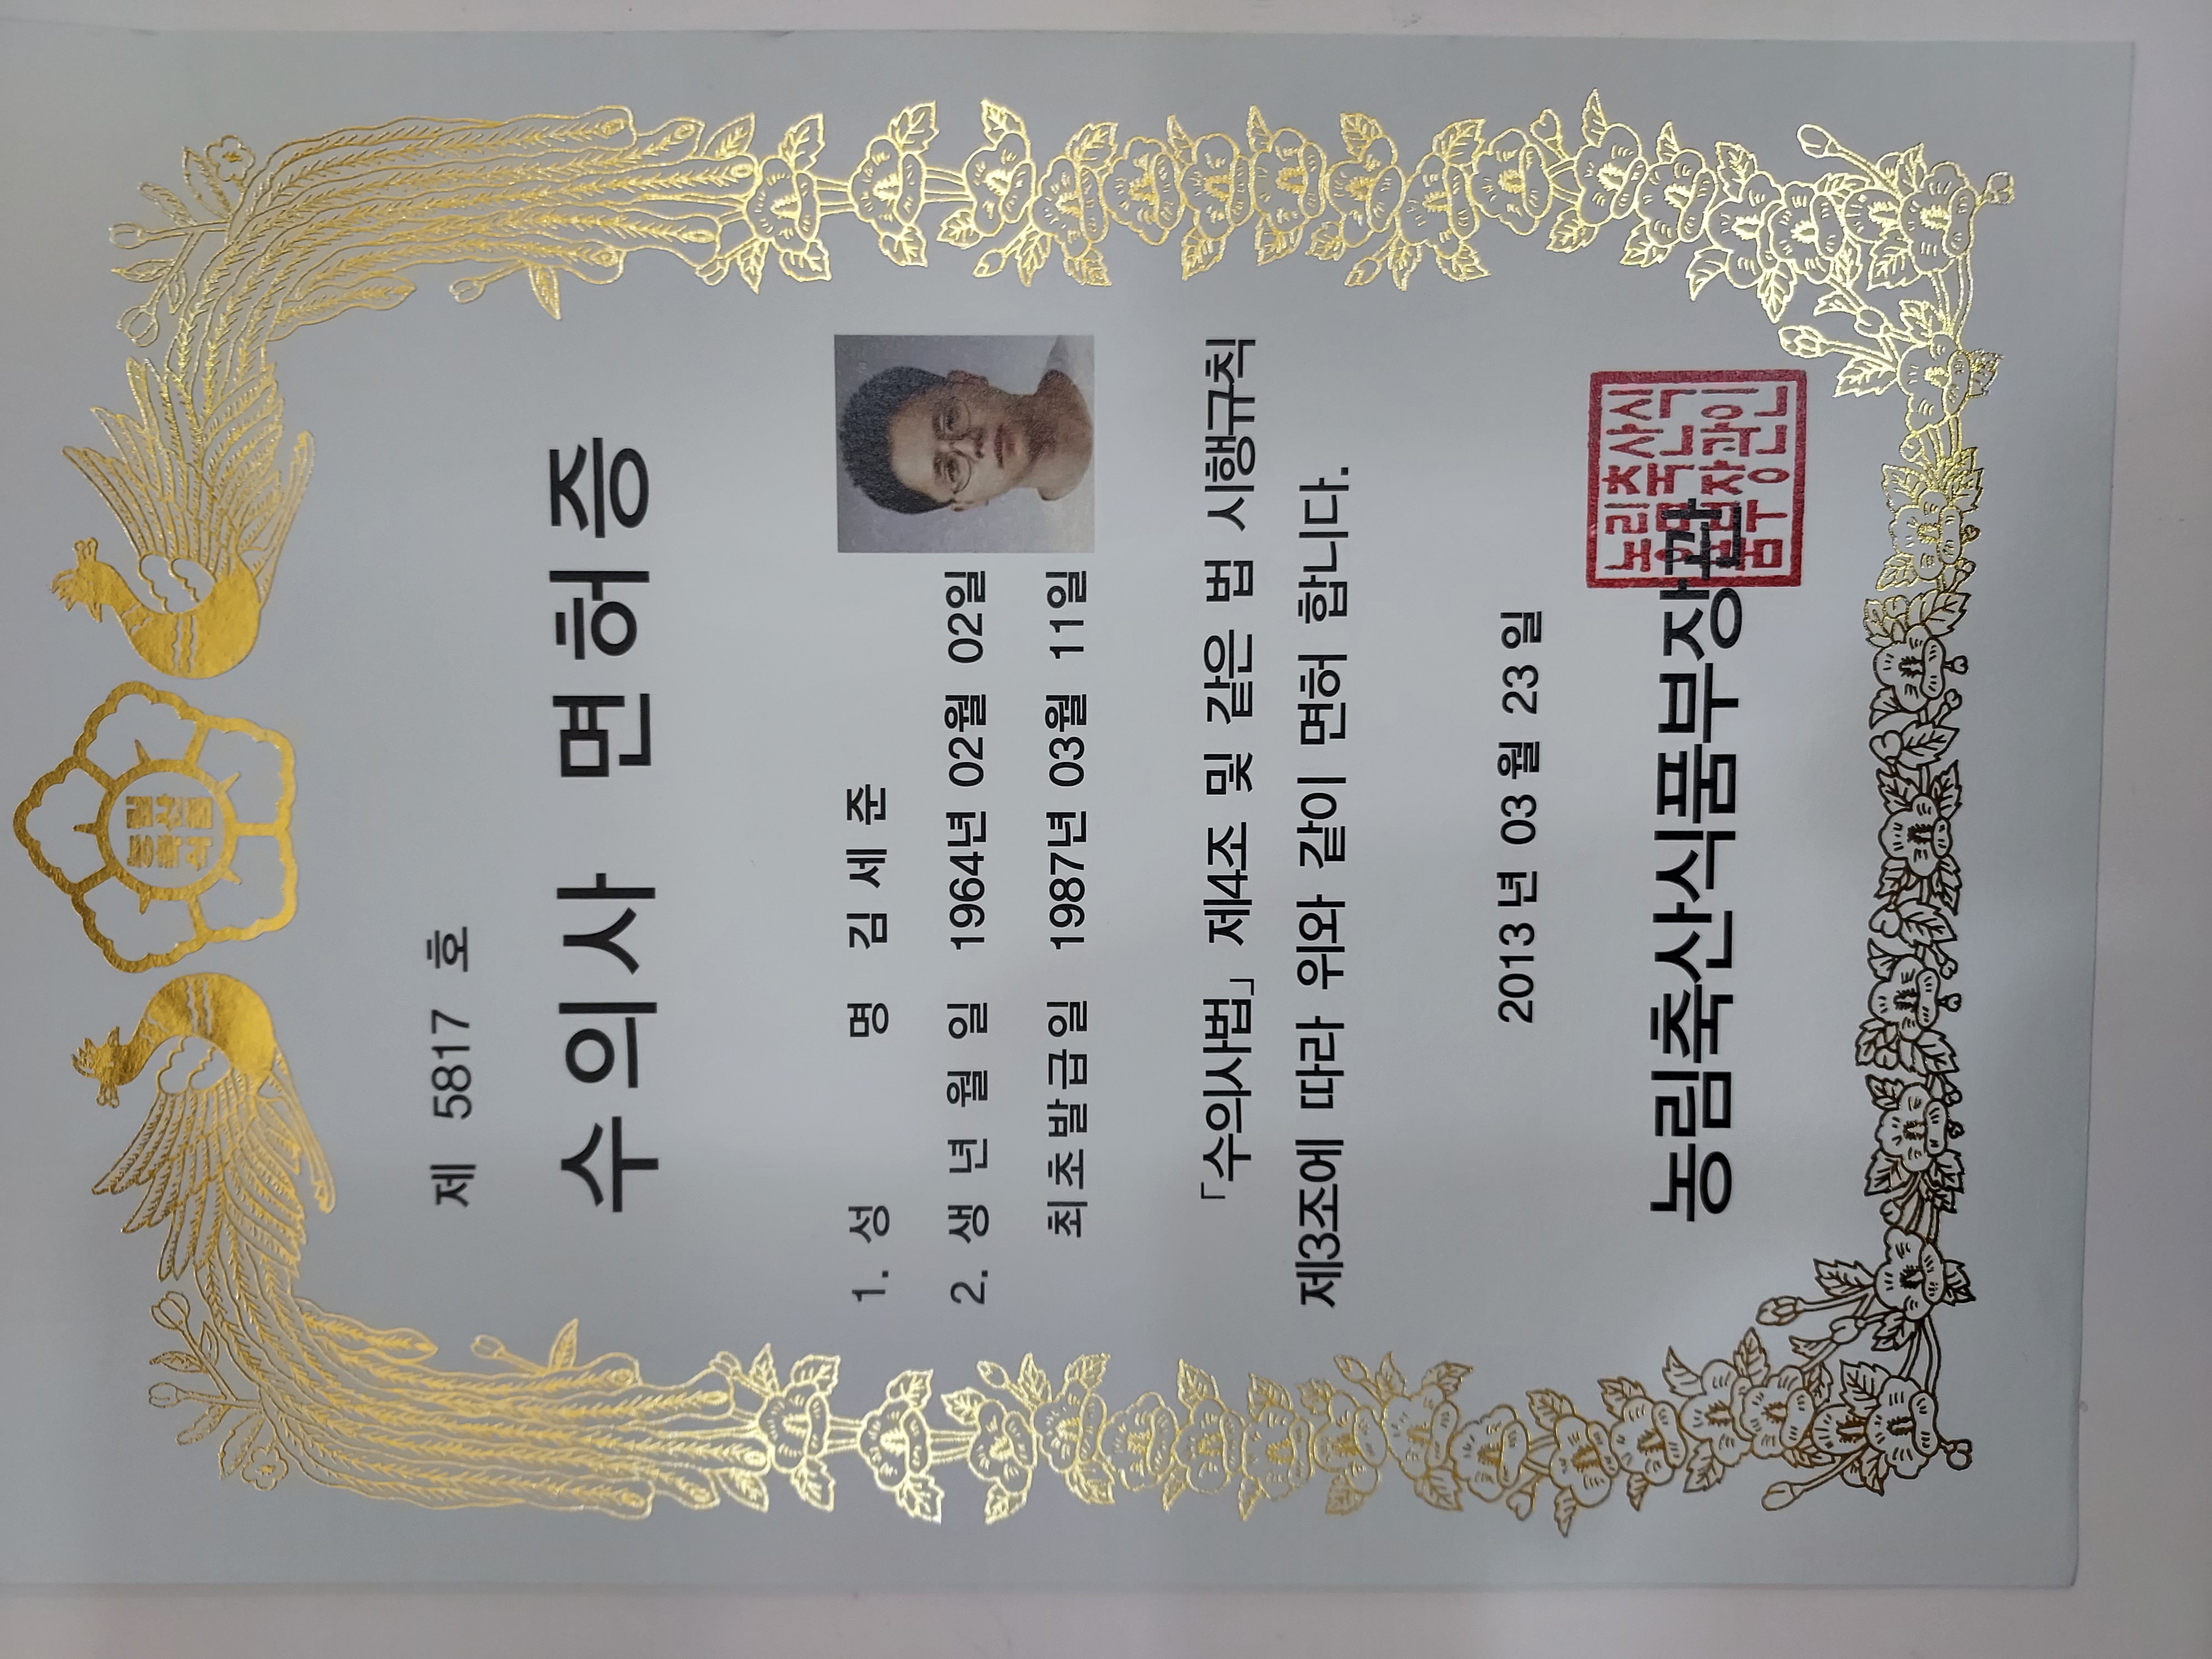 농림
축산
식품
제 5817 호
수의사 면허증
1. 성 명 김 세 준
2. 생 년 월 일 1964년 02월 02일
최초발급일 1987년 03월 11일
「수의사법」 제4조 및 같은 법 시행규칙
제3조에 따라 위와 같이 면허 합니다.
2013 년 03 월 23 일
농림축산식품부장관
농림축산식
품부장관인